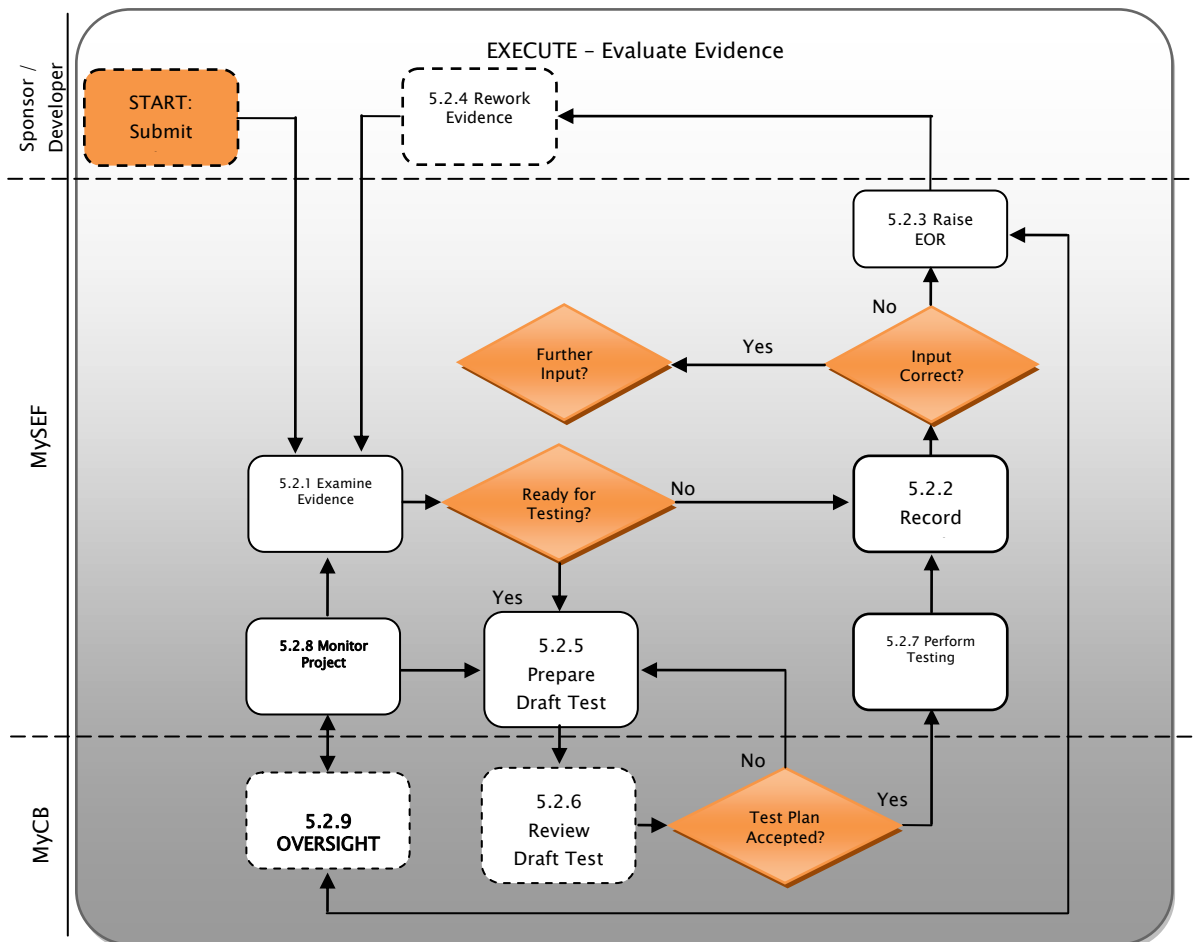 EXECUTE – Evaluate Evidence
Sponsor /
Developer
START:
Submit
5.2.4 Rework
Evidence
MySEF
5.2.3 Raise
EOR
No
Further
Input?
Yes
Input
Correct?
5.2.1 Examine
Evidence
Ready for
Testing?
No
5.2.2
Record
Yes
5.2.8 Monitor
Project
5.2.5
Prepare
Draft Test
5.2.7 Perform
Testing
MyCB
No
Yes
5.2.9
OVERSIGHT
5.2.6
Review
Draft Test
Test Plan
Accepted?